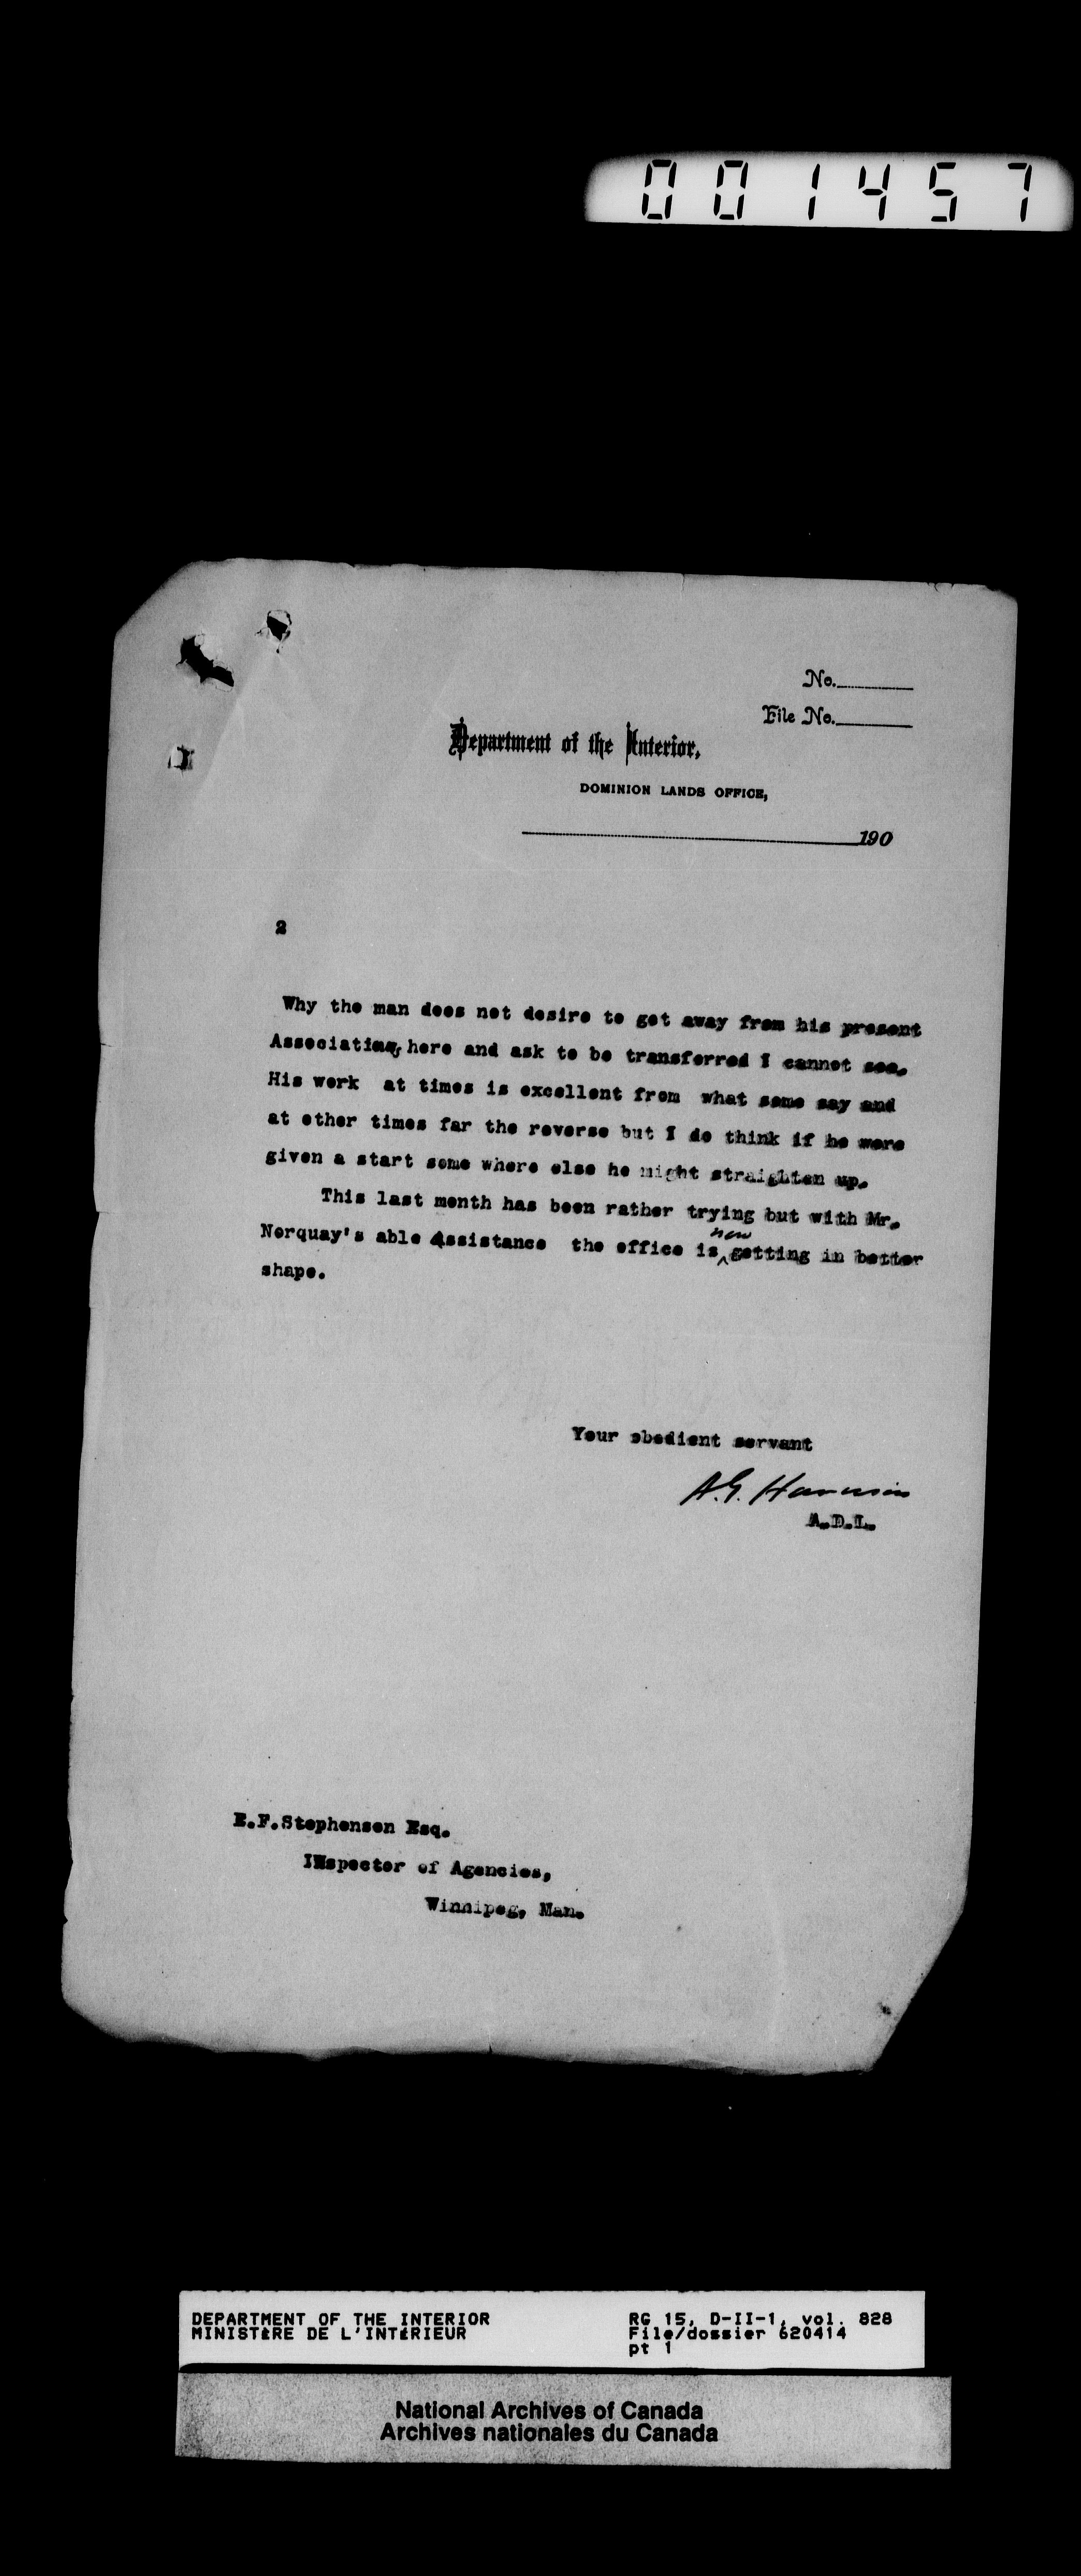 001457
No.
File No.
Department of the Interior,
DOMINION LANDS OFFICE,
190
2
Why the man does not desire to get away from his present
Associations here and ask to be transferred I cannot see.
His work at times is excellent from what some say and
at other times far the reverse but I do think if he were
given a start some where else he might straighten up.
This last month has been rather trying but with Mr.
Norquay's able Assistance the office is now getting in better
shape.
Your obedient servant
A.G. Harrison
A.D.L.
E.F.Stephenson Esq.
INspector of Agencies,
Winnipeg, Man.
DEPARTMENT OF THE INTERIOR
MINISTÈRE DE L'INTÉRIEUR
RG 15, D-II-1, vol. 828
File/dossier 620414
pt 1
National Archives of Canada
Archives nationales du Canada